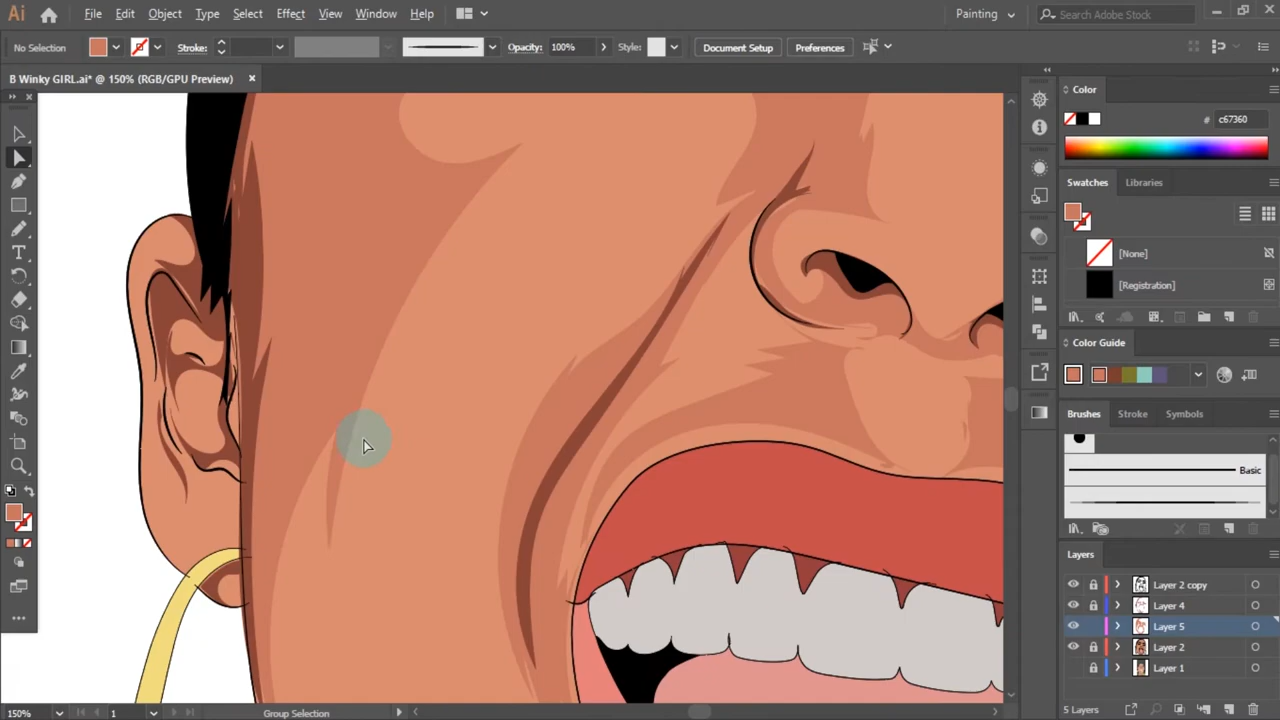 Ai File Edit Object Type Select Effect View Window Help Painting Search Adobe Stock
No Selection Stroke: Opacity: 100% Style: Document Setup Preferences
B Winky GIRL.ai* @ 150% (RGB/GPU Preview)
Color
# c67360
Swatches Libraries
[None]
[Registration]
Color Guide
Brushes Stroke Symbols
Basic
Layers
Layer 2 copy
Layer 4
Layer 5
Layer 2
Layer 1
150% 1 Group Selection 5 Layers